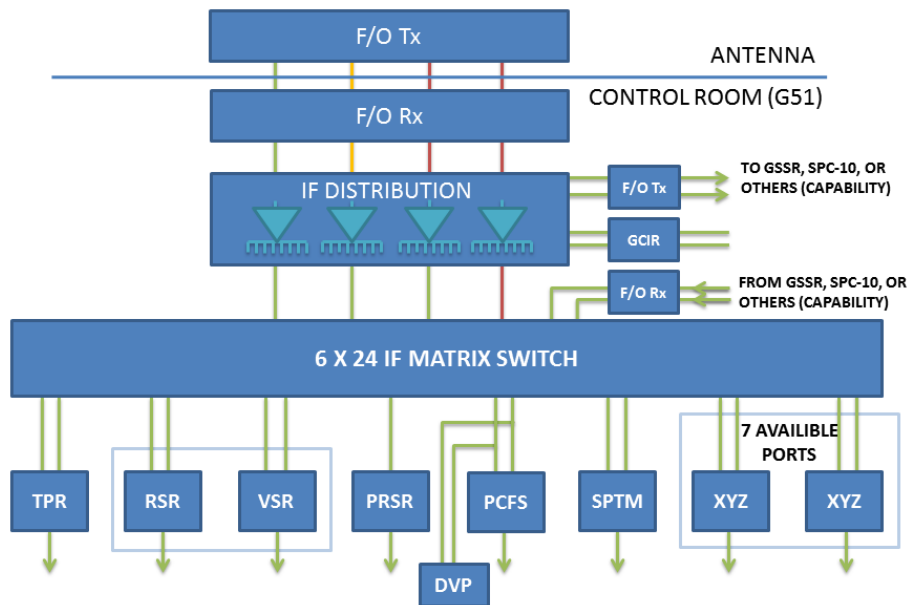 F/O Tx
ANTENNA
CONTROL ROOM (G51)
F/O Rx
IF DISTRIBUTION
F/O Tx
TO GSSR, SPC-10, OR
OTHERS (CAPABILITY)
GCIR
F/O Rx
FROM GSSR, SPC-10, OR
OTHERS (CAPABILITY)
6 X 24 IF MATRIX SWITCH
7 AVAILIBLE
PORTS
TPR
RSR
VSR
PRSR
PCFS
SPTM
XYZ
XYZ
DVP